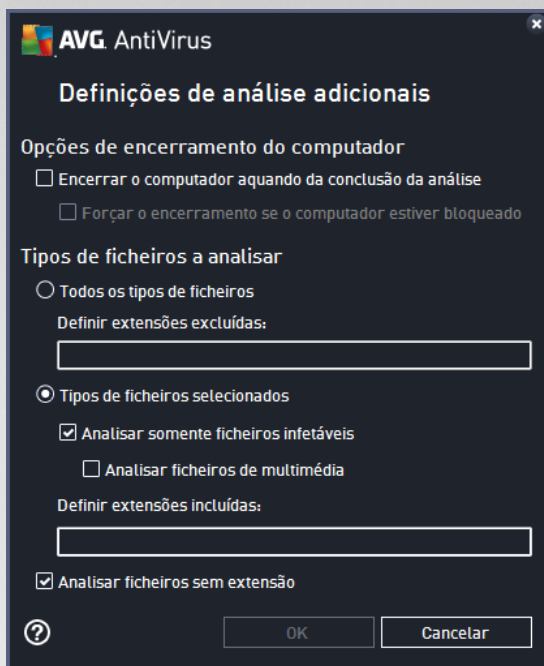 AVG. AntiVirus
Definições de análise adicionais
Opções de encerramento do computador
Encerrar o computador aquando da conclusão da análise
Forçar o encerramento se o computador estiver bloqueado
Tipos de ficheiros a analisar
Todos os tipos de ficheiros
Definir extensões excluídas:
Tipos de ficheiros selecionados
Analisar somente ficheiros infetáveis
Analisar ficheiros de multimédia
Definir extensões incluídas:
Analisar ficheiros sem extensão
OK
Cancelar